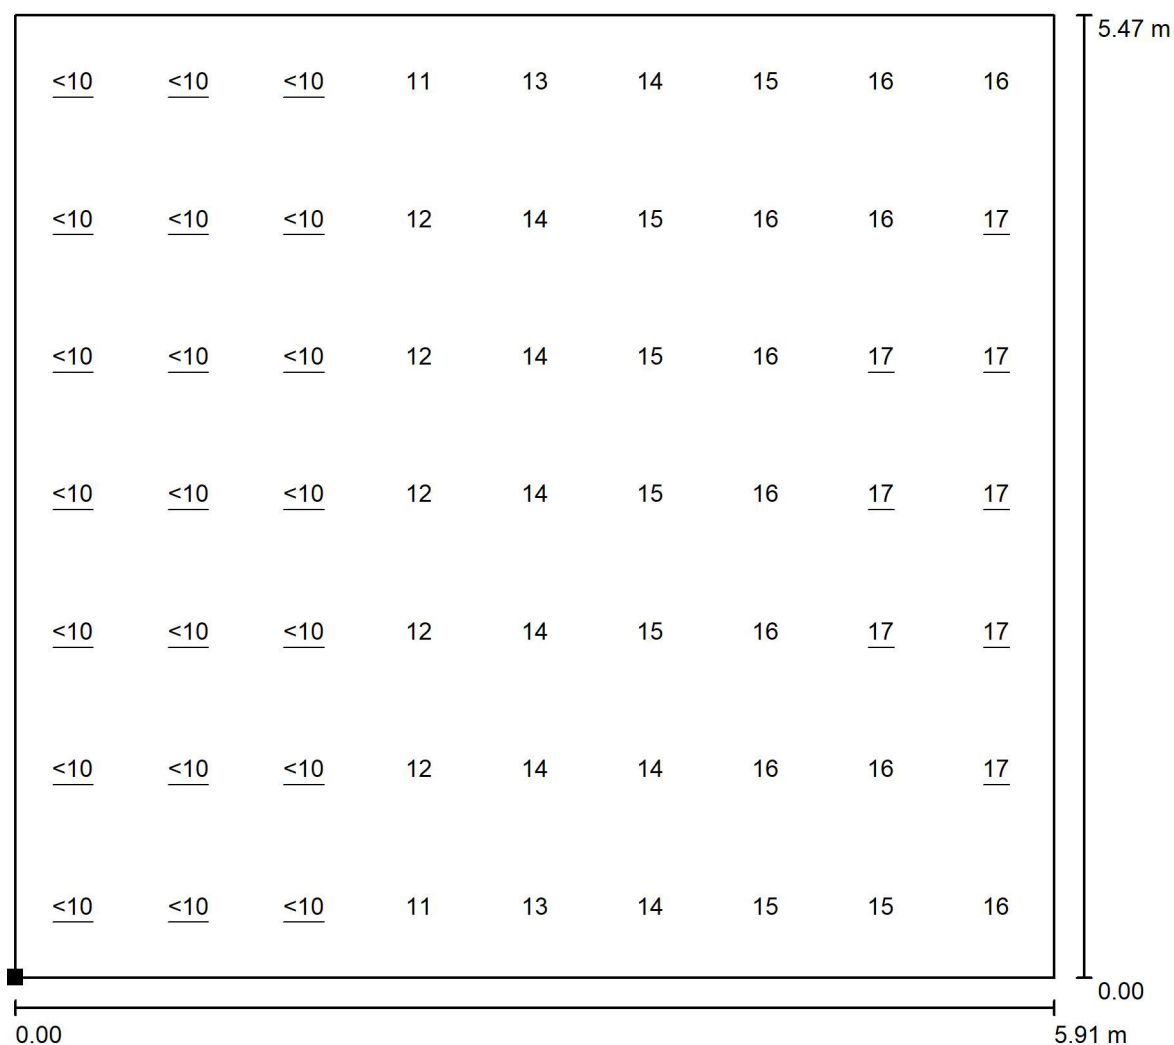 5.47 m
<10 <10 <10 11 13 14 15 16 16
<10 <10 <10 12 14 15 16 16 17
<10 <10 <10 12 14 15 16 17 17
<10 <10 <10 12 14 15 16 17 17
<10 <10 <10 12 14 15 16 17 17
<10 <10 <10 12 14 14 16 16 17
<10 <10 <10 11 13 14 15 15 16
0.00
0.00 5.91 m